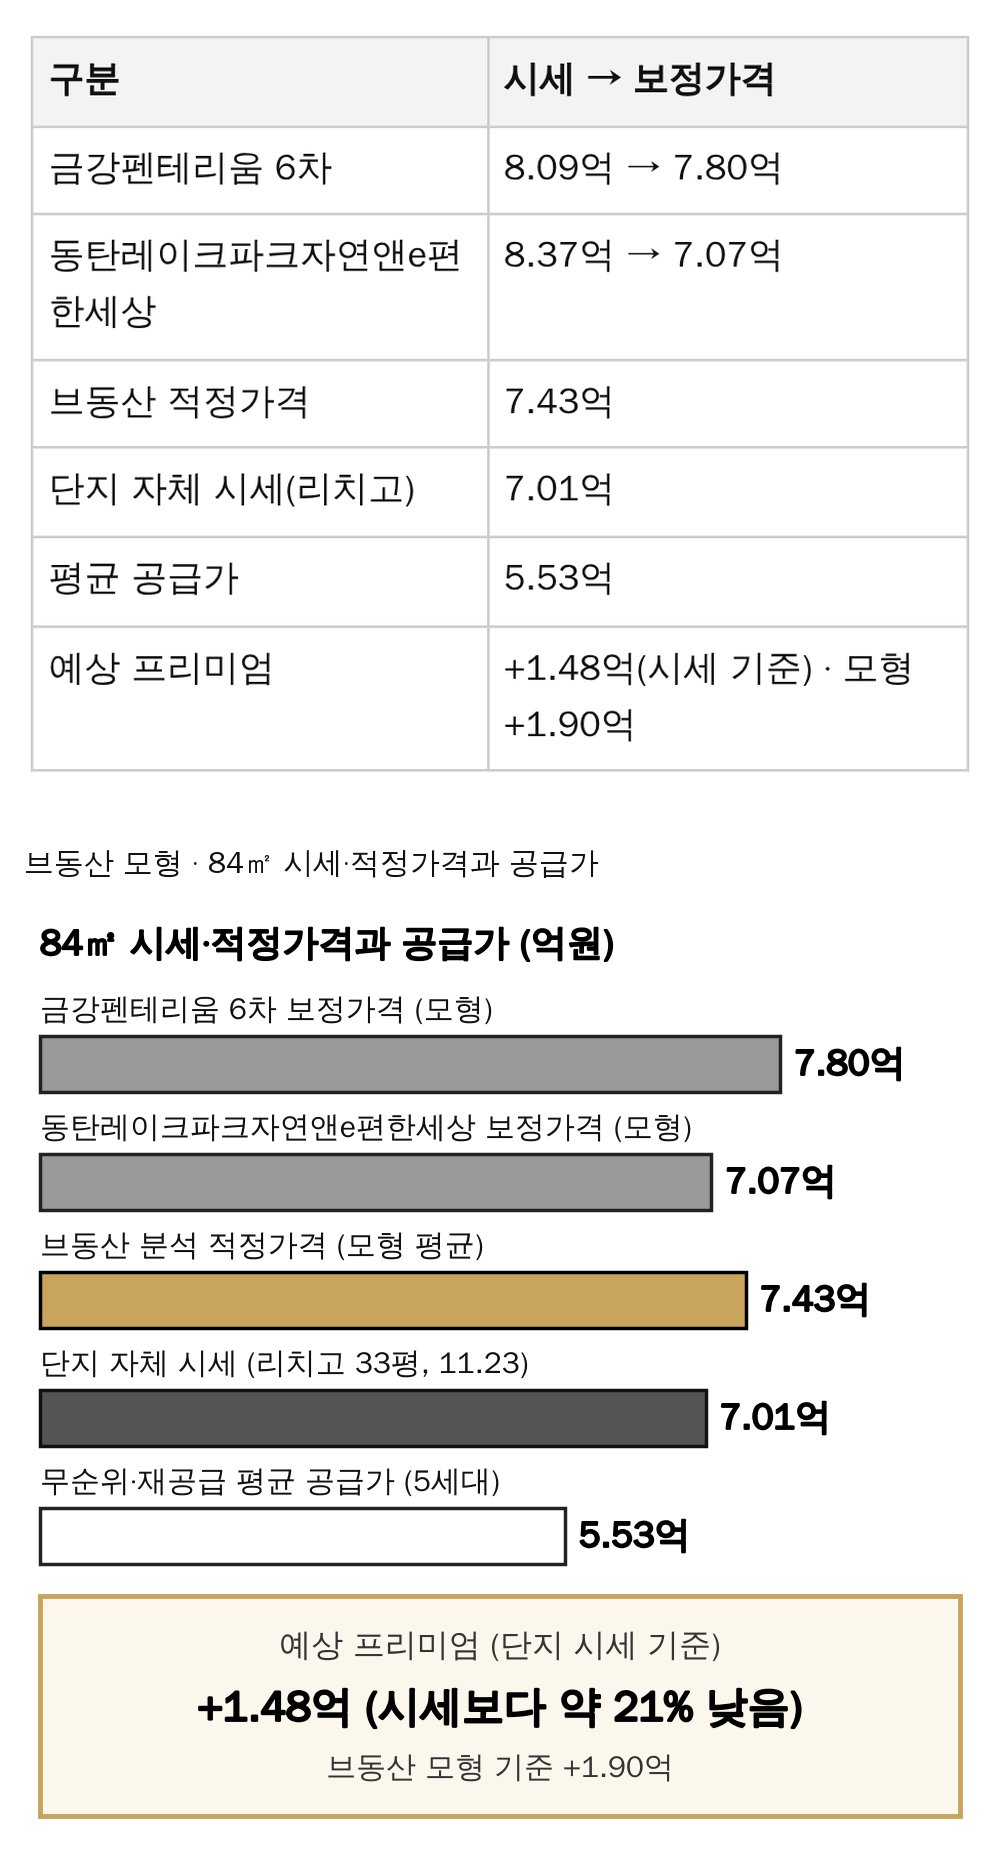 구분
시세 → 보정가격
금강펜테리움 6차
8.09억 → 7.80억
동탄레이크파크자연앤e편
한세상
8.37억 → 7.07억
브동산 적정가격
7.43억
단지 자체 시세(리치고)
7.01억
평균 공급가
5.53억
예상 프리미엄
+1.48억(시세 기준) · 모형
+1.90억
브동산 모형 · 84㎡ 시세·적정가격과 공급가
84㎡ 시세·적정가격과 공급가 (억원)
금강펜테리움 6차 보정가격 (모형)
7.80억
동탄레이크파크자연앤e편한세상 보정가격 (모형)
7.07억
브동산 분석 적정가격 (모형 평균)
7.43억
단지 자체 시세 (리치고 33평, 11.23)
7.01억
무순위·재공급 평균 공급가 (5세대)
5.53억
예상 프리미엄 (단지 시세 기준)
+1.48억 (시세보다 약 21% 낮음)
브동산 모형 기준 +1.90억